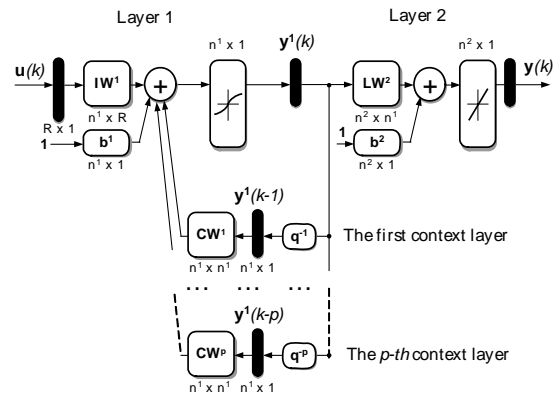 Layer 1
Layer 2
n¹ x 1
y¹(k)
n² x 1
u(k)
IW¹
+
LW²
+
y(k)
R x 1
n¹ x R
n² x n¹
1
b¹
n¹ x 1
1
b²
n² x 1
y¹(k-1)
CW¹
q⁻¹
The first context layer
n¹ x n¹
n¹ x 1
... ... ...
y¹(k-p)
CWᵖ
q⁻ᵖ
The p-th context layer
n¹ x n¹
n¹ x 1